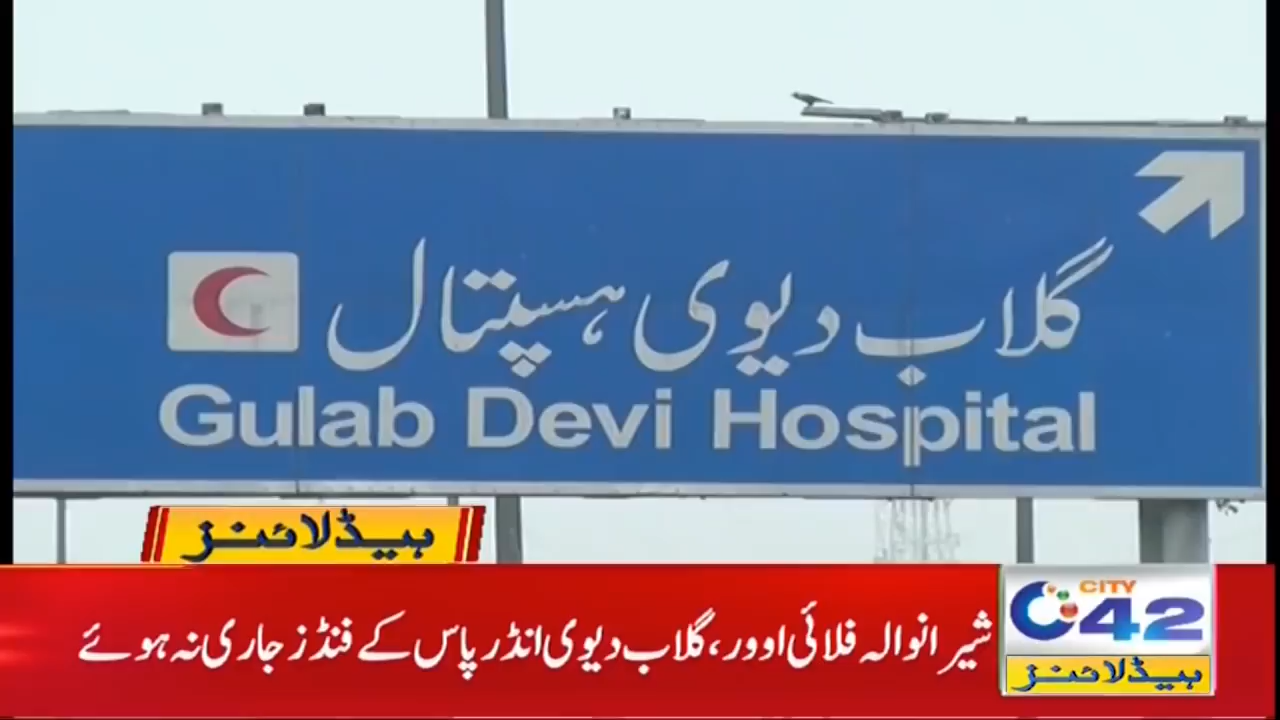 گلاب دیوی ہسپتال
Gulab Devi Hospital
ہیڈلائنز
شیرانوالہ فلائی اوور، گلاب دیوی انڈر پاس کے فنڈز جاری نہ ہوئے
CITY
42
ہیڈلائنز